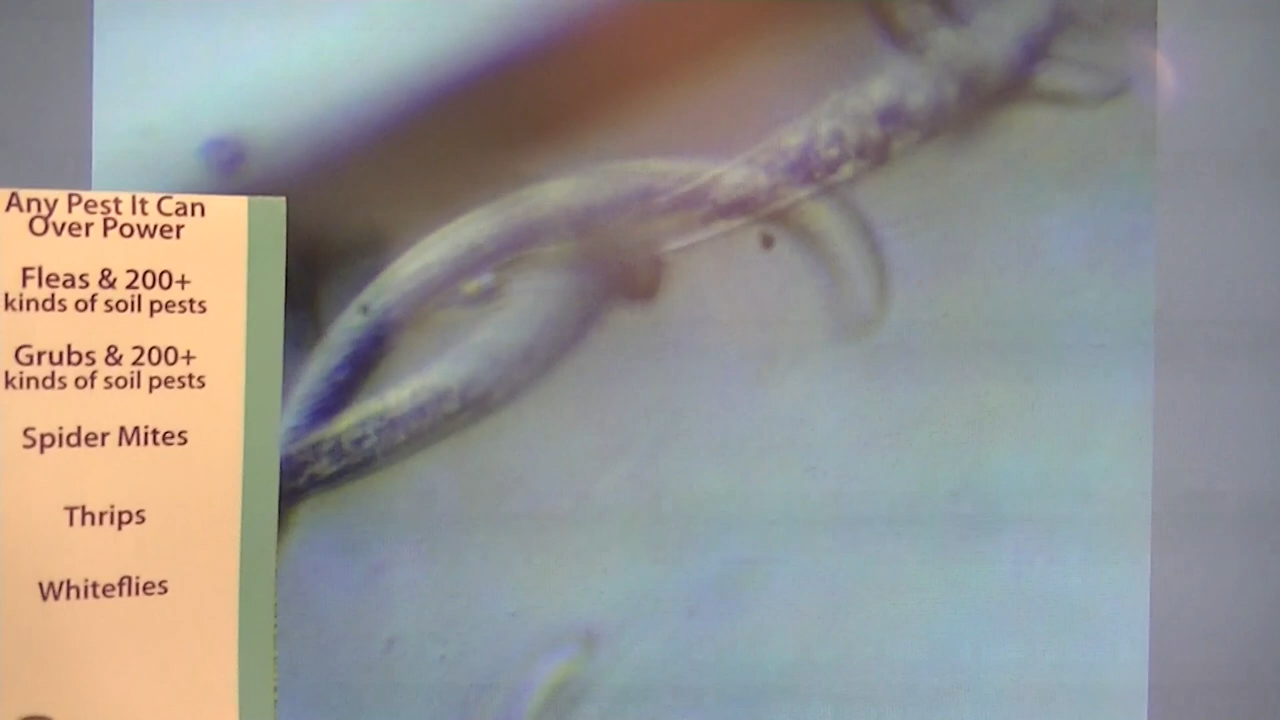 Any Pest It Can
Over Power
Fleas & 200+
kinds of soil pests
Grubs & 200+
kinds of soil pests
Spider Mites
Thrips
Whiteflies